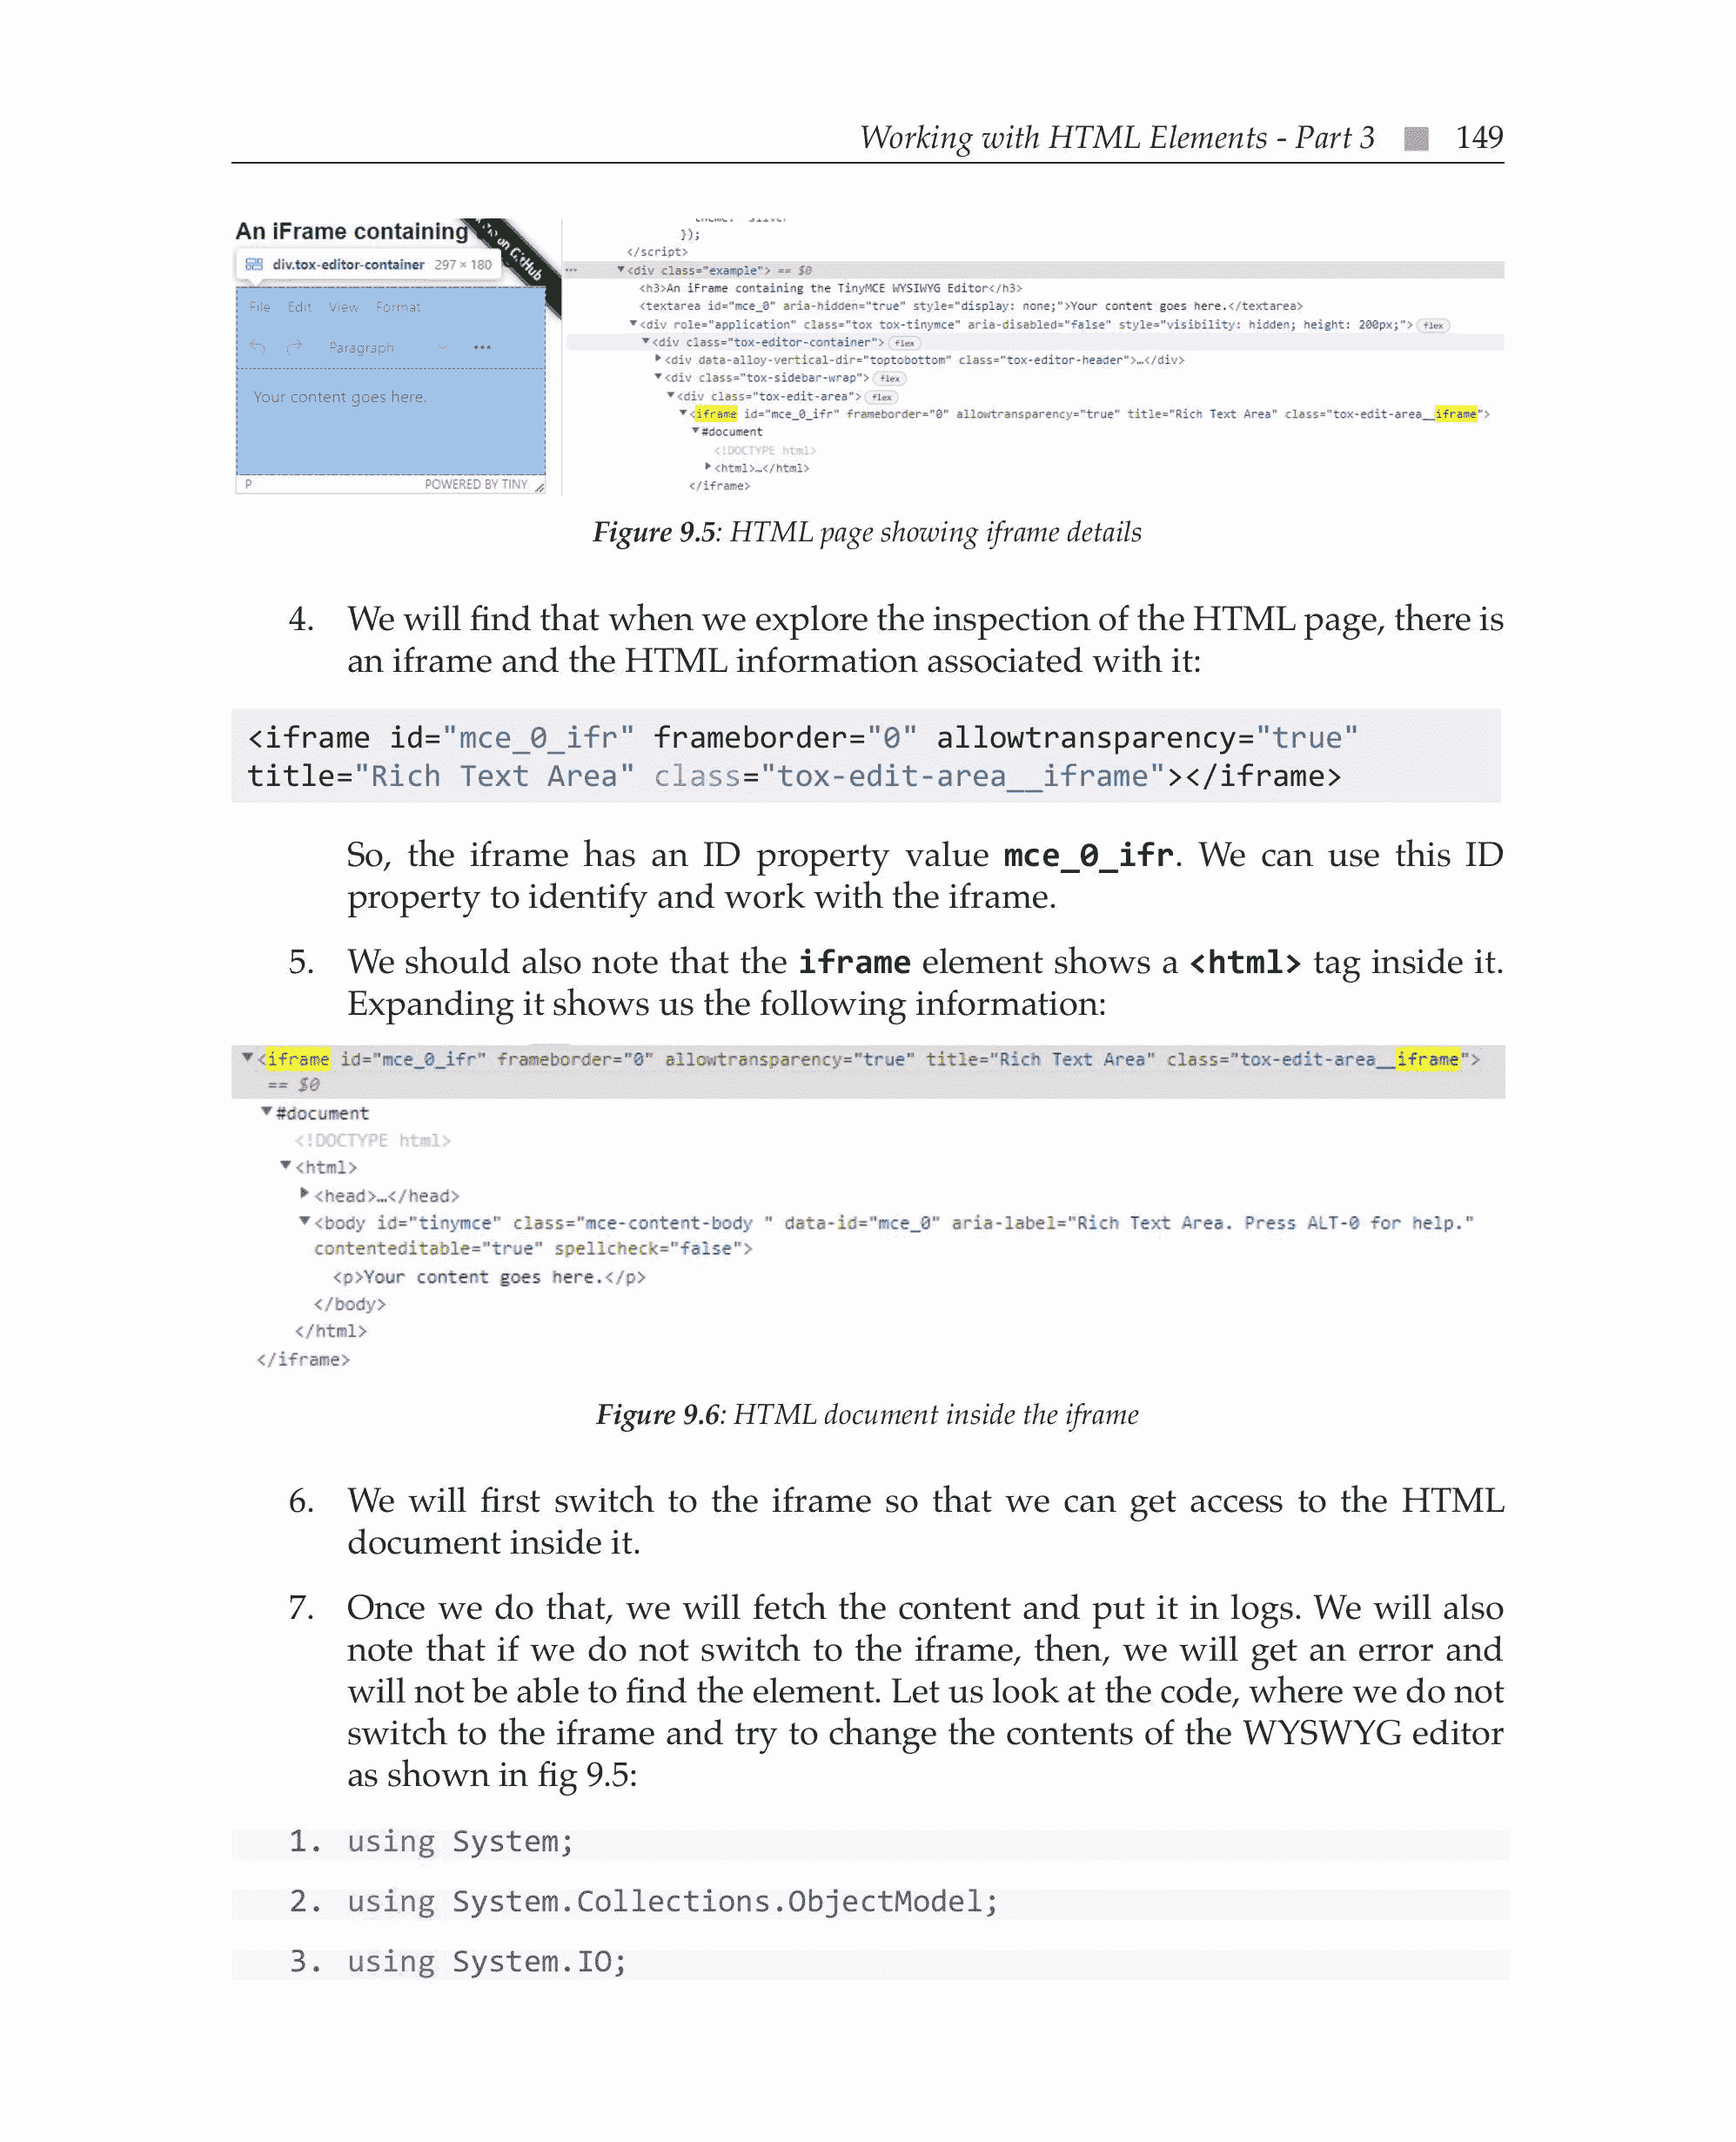 Working with HTML Elements - Part 3 149
An iFrame containing
on GitHub
div.tox-editor-container 297 × 180
File Edit View Format
Paragraph ...
Your content goes here.
P POWERED BY TINY
});
</script>
... ▼<div class="example"> == $0
<h3>An iFrame containing the TinyMCE WYSIWYG Editor</h3>
<textarea id="mce_0" aria-hidden="true" style="display: none;">Your content goes here.</textarea>
▼<div role="application" class="tox tox-tinymce" aria-disabled="false" style="visibility: hidden; height: 200px;"> flex
▼<div class="tox-editor-container"> flex
▶<div data-alloy-vertical-dir="toptobottom" class="tox-editor-header">…</div>
▼<div class="tox-sidebar-wrap"> flex
▼<div class="tox-edit-area"> flex
▼<iframe id="mce_0_ifr" frameborder="0" allowtransparency="true" title="Rich Text Area" class="tox-edit-area__iframe">
▼#document
<!DOCTYPE html>
▶<html>…</html>
</iframe>
Figure 9.5: HTML page showing iframe details
4. We will find that when we explore the inspection of the HTML page, there is
an iframe and the HTML information associated with it:
<iframe id="mce_0_ifr" frameborder="0" allowtransparency="true"
title="Rich Text Area" class="tox-edit-area__iframe"></iframe>
So, the iframe has an ID property value mce_0_ifr. We can use this ID
property to identify and work with the iframe.
5. We should also note that the iframe element shows a <html> tag inside it.
Expanding it shows us the following information:
▼<iframe id="mce_0_ifr" frameborder="0" allowtransparency="true" title="Rich Text Area" class="tox-edit-area__iframe">
== $0
▼#document
<!DOCTYPE html>
▼<html>
▶<head>…</head>
▼<body id="tinymce" class="mce-content-body " data-id="mce_0" aria-label="Rich Text Area. Press ALT-0 for help."
contenteditable="true" spellcheck="false">
<p>Your content goes here.</p>
</body>
</html>
</iframe>
Figure 9.6: HTML document inside the iframe
6. We will first switch to the iframe so that we can get access to the HTML
document inside it.
7. Once we do that, we will fetch the content and put it in logs. We will also
note that if we do not switch to the iframe, then, we will get an error and
will not be able to find the element. Let us look at the code, where we do not
switch to the iframe and try to change the contents of the WYSWYG editor
as shown in fig 9.5:
1. using System;
2. using System.Collections.ObjectModel;
3. using System.IO;